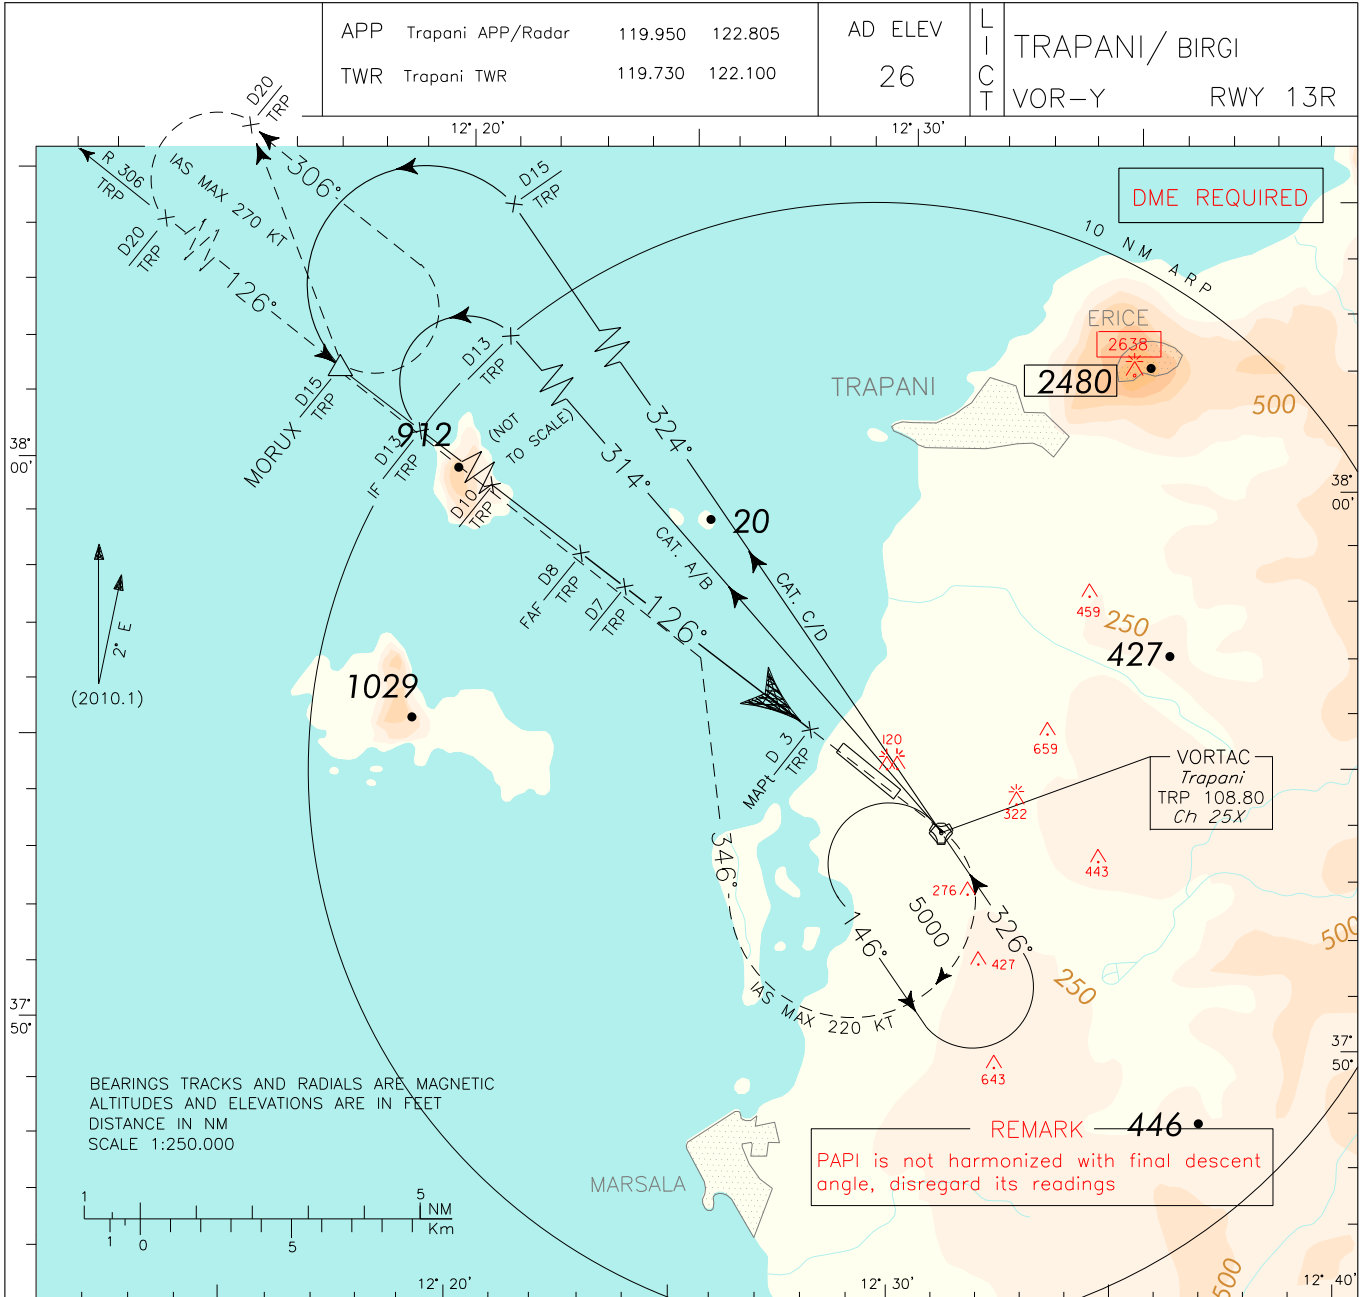 APP Trapani APP/Radar 119.950 122.805
TWR Trapani TWR 119.730 122.100
AD ELEV
26
LICT
TRAPANI/ BIRGI
VOR-Y RWY 13R
12° 20'
12° 30'
DME REQUIRED
10 NM ARP
D20
TRP
306°
R 306
TRP
IAS MAX 270 KT
D20
TRP
126°
D15
TRP
D13
TRP
MORUX D15
TRP
IF D13
TRP
912
(NOT
TO SCALE)
D10
TRP
324°
314°
CAT. A/B
CAT. C/D
20
FAF D8
TRP
D7
TRP
126°
MAPt D 3
TRP
ERICE
2638
2480
TRAPANI
500
38°
00'
38°
00'
2° E
(2010.1)
1029
459
250
427
659
120
322
443
VORTAC
Trapani
TRP 108.80
Ch 25X
346°
276
5000
326°
146°
427
IAS MAX 220 KT
250
500
643
37°
50'
37°
50'
446
BEARINGS TRACKS AND RADIALS ARE MAGNETIC
ALTITUDES AND ELEVATIONS ARE IN FEET
DISTANCE IN NM
SCALE 1:250.000
REMARK
PAPI is not harmonized with final descent
angle, disregard its readings
MARSALA
1 5 NM
1 0 5 Km
500
12° 20'
12° 30'
12° 40'